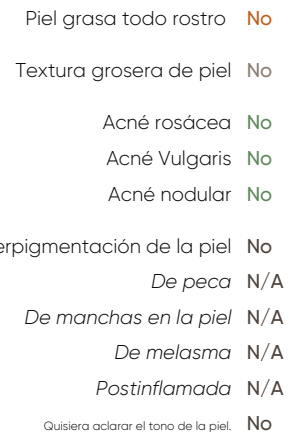 Piel grasa todo rostro No
Textura grosera de piel No
Acné rosácea No
Acné Vulgaris No
Acné nodular No
erpigmentación de la piel No
De peca N/A
De manchas en la piel N/A
De melasma N/A
Postinflamada N/A
Quisiera aclarar el tono de la piel. No